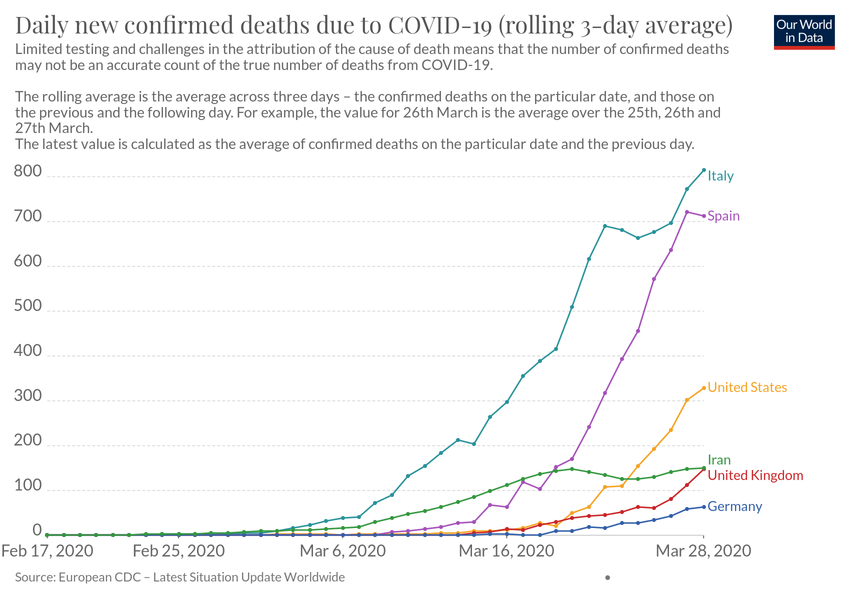 Daily new confirmed deaths due to COVID-19 (rolling 3-day average)
Our World
in Data
Limited testing and challenges in the attribution of the cause of death means that the number of confirmed deaths
may not be an accurate count of the true number of deaths from COVID-19.
The rolling average is the average across three days – the confirmed deaths on the particular date, and those on
the previous and the following day. For example, the value for 26th March is the average over the 25th, 26th and
27th March.
The latest value is calculated as the average of confirmed deaths on the particular date and the previous day.
800
Italy
700
Spain
600
500
400
United States
300
200
Iran
United Kingdom
100
Germany
0
Feb 17, 2020 Feb 25, 2020 Mar 6, 2020 Mar 16, 2020 Mar 28, 2020
Source: European CDC – Latest Situation Update Worldwide